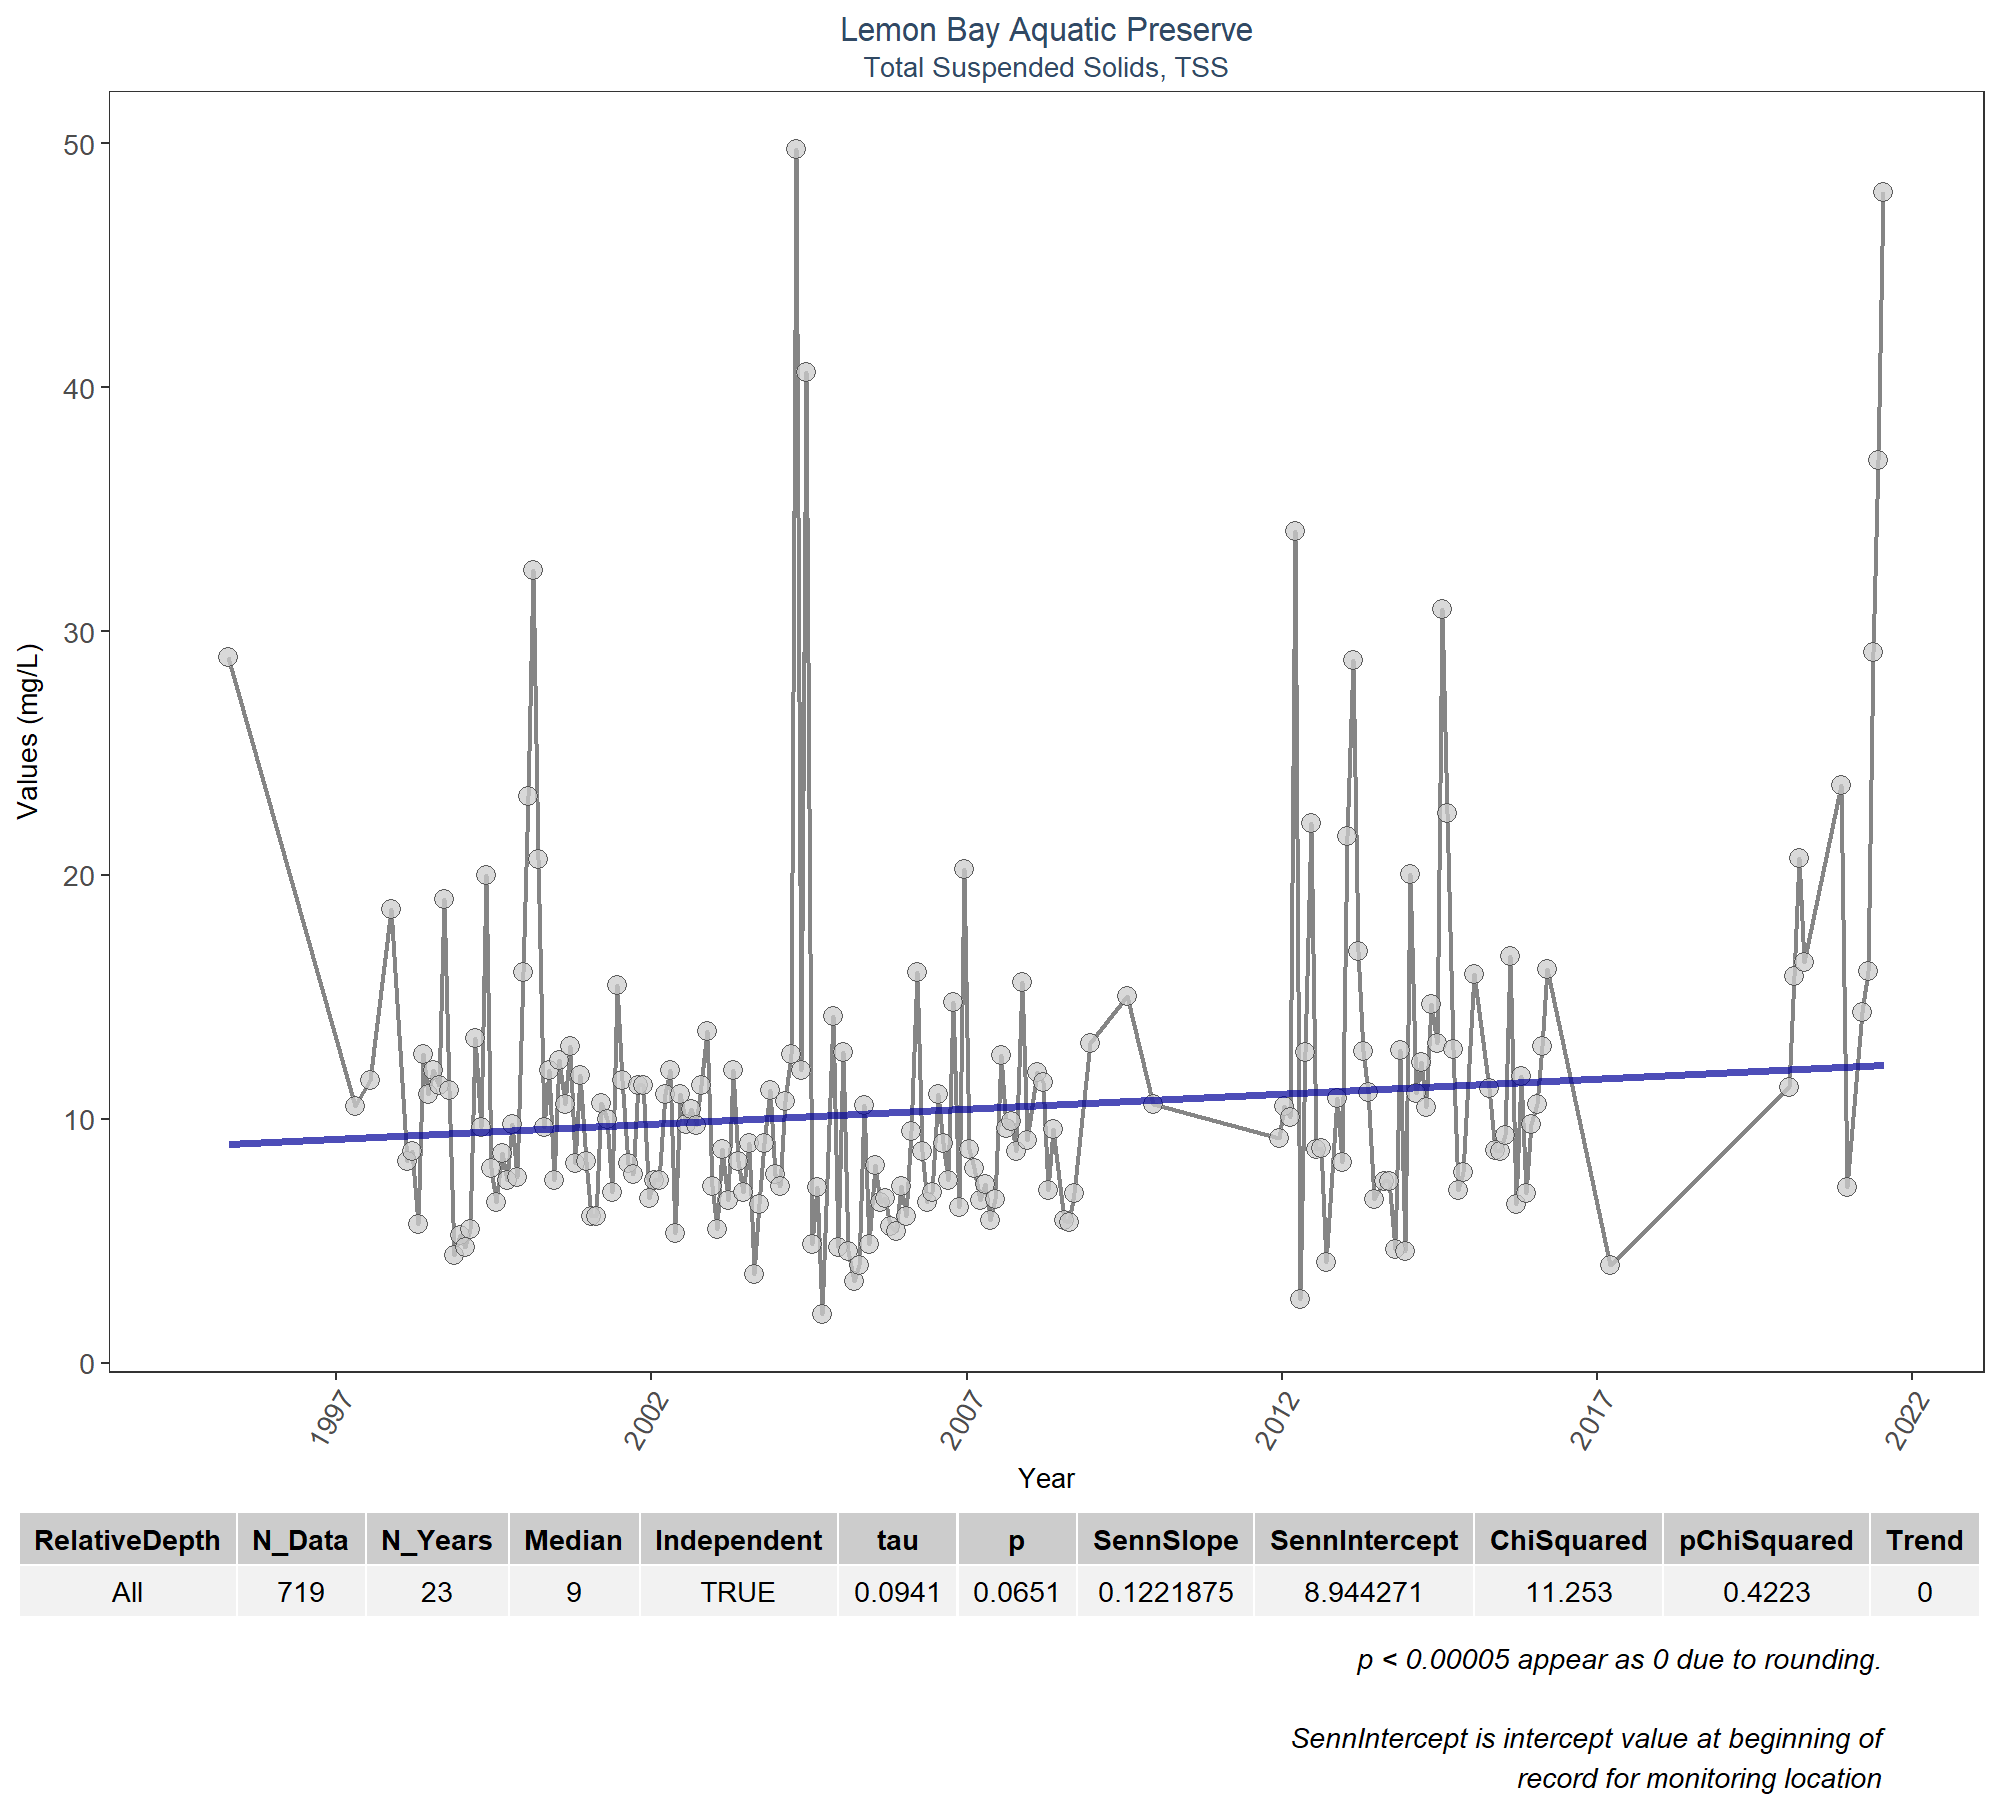 Lemon Bay Aquatic Preserve
Total Suspended Solids, TSS
Values (mg/L)
50
40
30
20
10
0
1997
2002
2007
2012
2017
2022
Year
RelativeDepth N_Data N_Years Median Independent tau p SennSlope SennIntercept ChiSquared pChiSquared Trend
All 719 23 9 TRUE 0.0941 0.0651 0.1221875 8.944271 11.253 0.4223 0
p < 0.00005 appear as 0 due to rounding.
SennIntercept is intercept value at beginning of
record for monitoring location